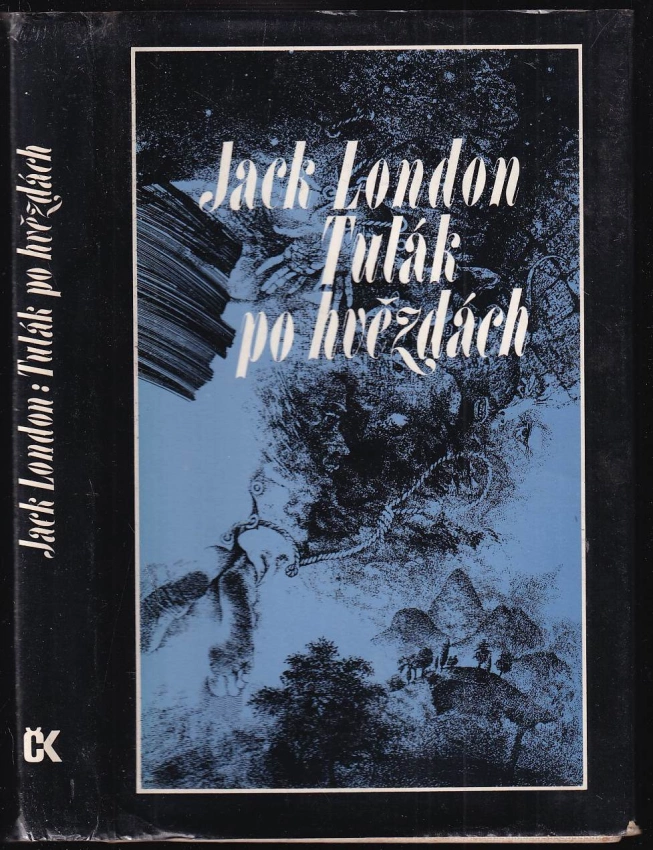 Jack London
Tulák
po hvězdách
Jack London: Tulák po hvězdách
ČK